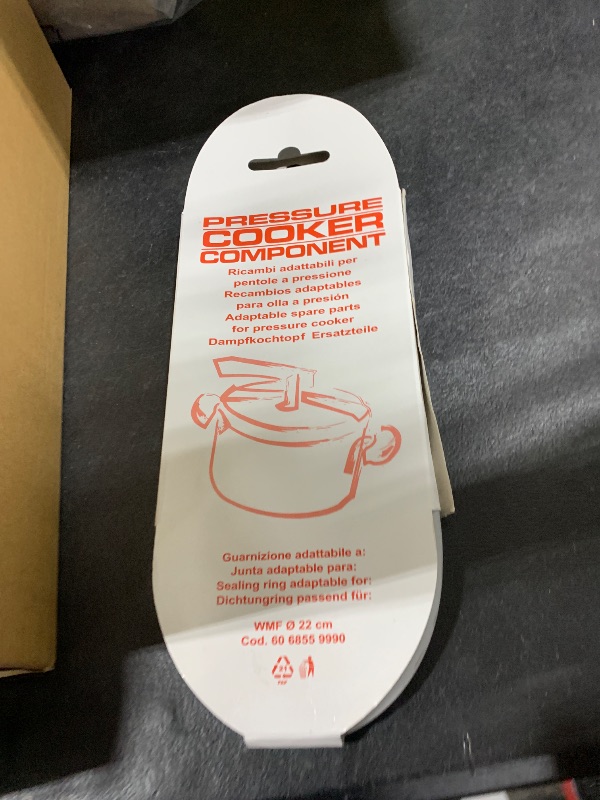 PRESSURE
COOKER
COMPONENT
Ricambi adattabili per
pentole a pressione
Recambios adaptables
para olla a presión
Adaptable spare parts
for pressure cooker
Dampfkochtopf Ersatzteile
Guarnizione adattabile a:
Junta adaptable para:
Sealing ring adaptable for:
Dichtungring passend für:
WMF Ø 22 cm
Cod. 60 6855 9990
21
PAP